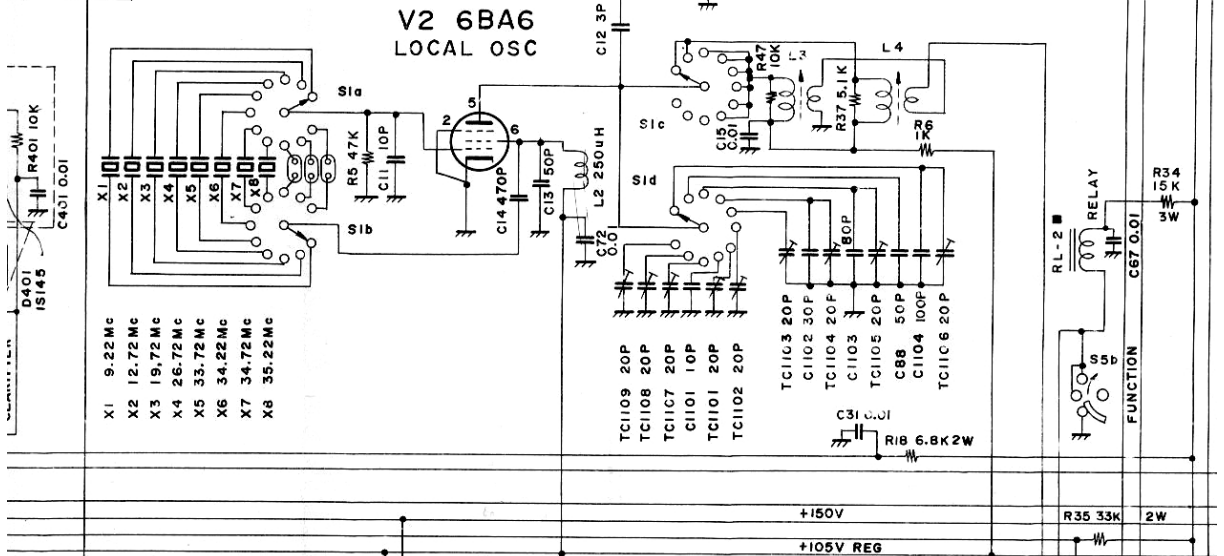 V2 6BA6
LOCAL OSC
C12 3P
R401 10K
C401 0.01
D401
1S145
X1
X2
X3
X4
X5
X6
X7
X8
S1a
S1b
R5 47K
C11 10P
2
5
6
C14 470P
C13 50P
L2 250uH
C72
0.01
S1c
S1d
R47
10K
L3
L4
C15
0.01
R37 5.1K
R6
1K
80P
R34
15K
3W
RELAY
RL-2
C67 0.01
S5b
FUNCTION
X1 9.22Mc
X2 12.72Mc
X3 19.72Mc
X4 26.72Mc
X5 33.72Mc
X6 34.22Mc
X7 34.72Mc
X8 35.22Mc
TC1109 20P
TC1108 20P
TC1107 20P
C1101 10P
TC1101 20P
TC1102 20P
TC1103 20P
C1102 30P
TC1104 20P
C1103
TC1105 20P
C88 50P
C1104 100P
TC1106 20P
C31 0.01
R18 6.8K2W
+150V
R35 33K 2W
+105V REG